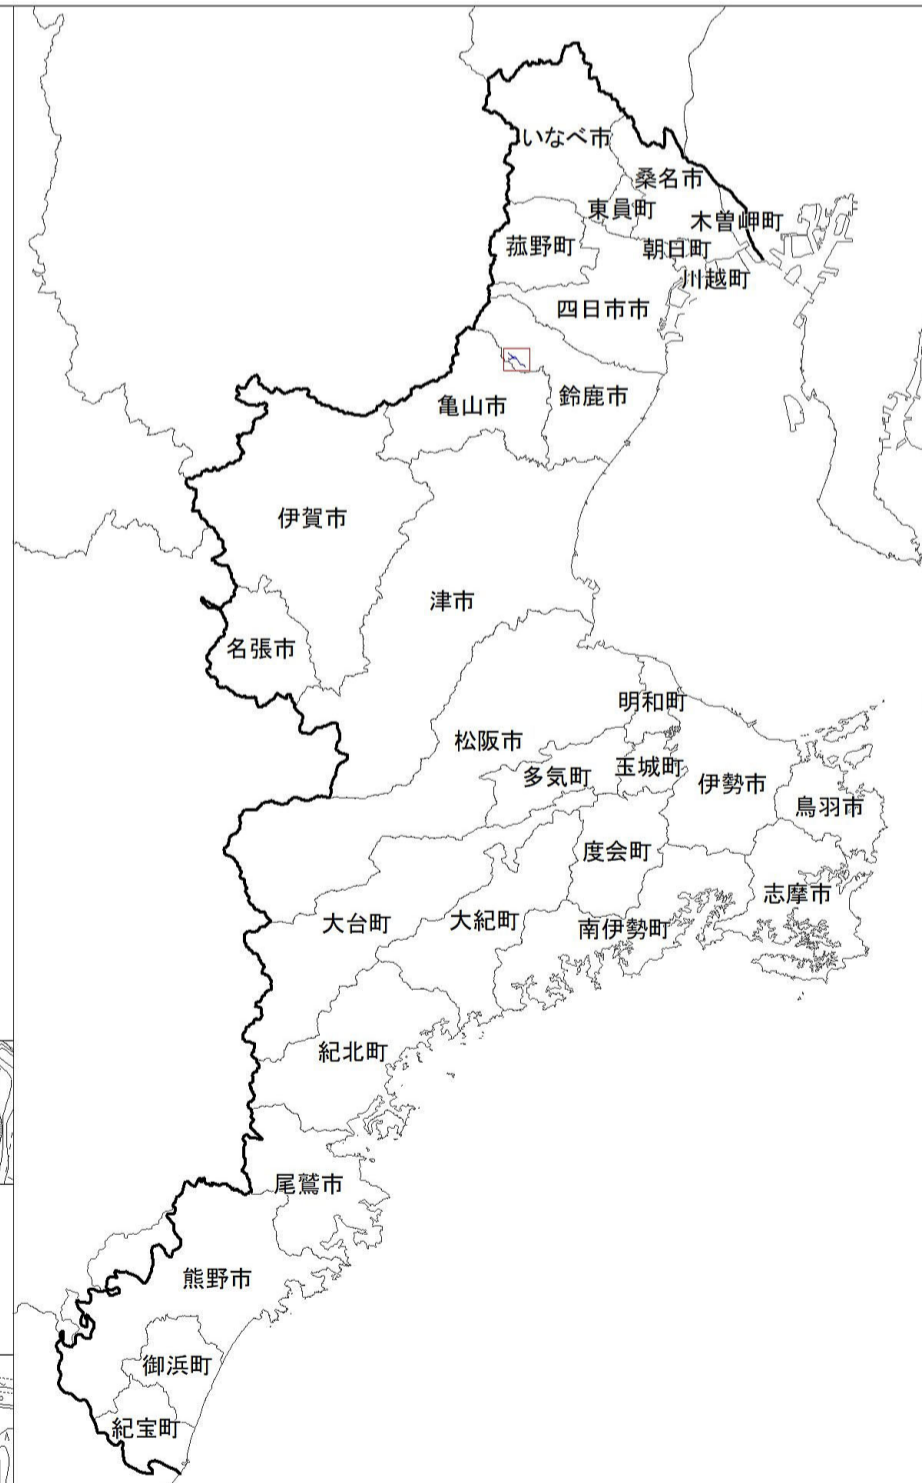 いなべ市
桑名市
東員町
木曽岬町
菰野町
朝日町
川越町
四日市市
亀山市
鈴鹿市
伊賀市
津市
名張市
明和町
松阪市
多気町
玉城町
伊勢市
鳥羽市
度会町
志摩市
大台町
大紀町
南伊勢町
紀北町
尾鷲市
熊野市
御浜町
紀宝町